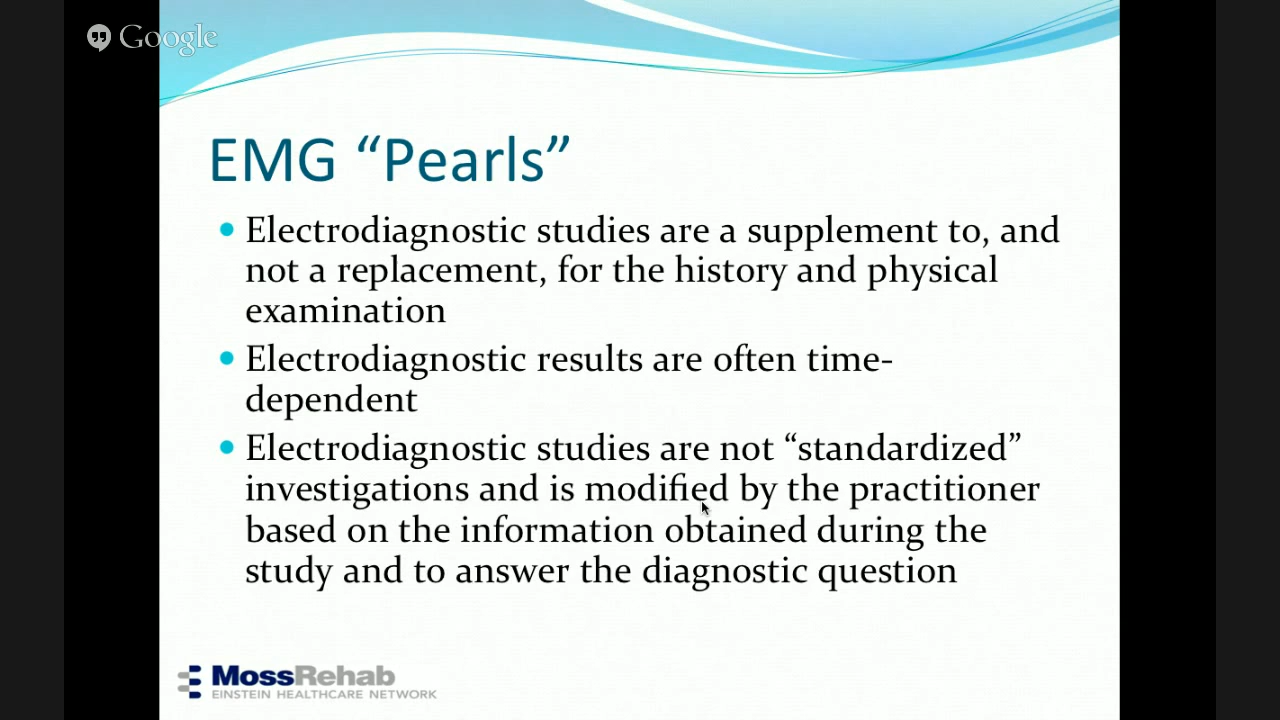 Google
EMG “Pearls”
• Electrodiagnostic studies are a supplement to, and
not a replacement, for the history and physical
examination
• Electrodiagnostic results are often time-
dependent
• Electrodiagnostic studies are not “standardized”
investigations and is modified by the practitioner
based on the information obtained during the
study and to answer the diagnostic question
MossRehab
EINSTEIN HEALTHCARE NETWORK